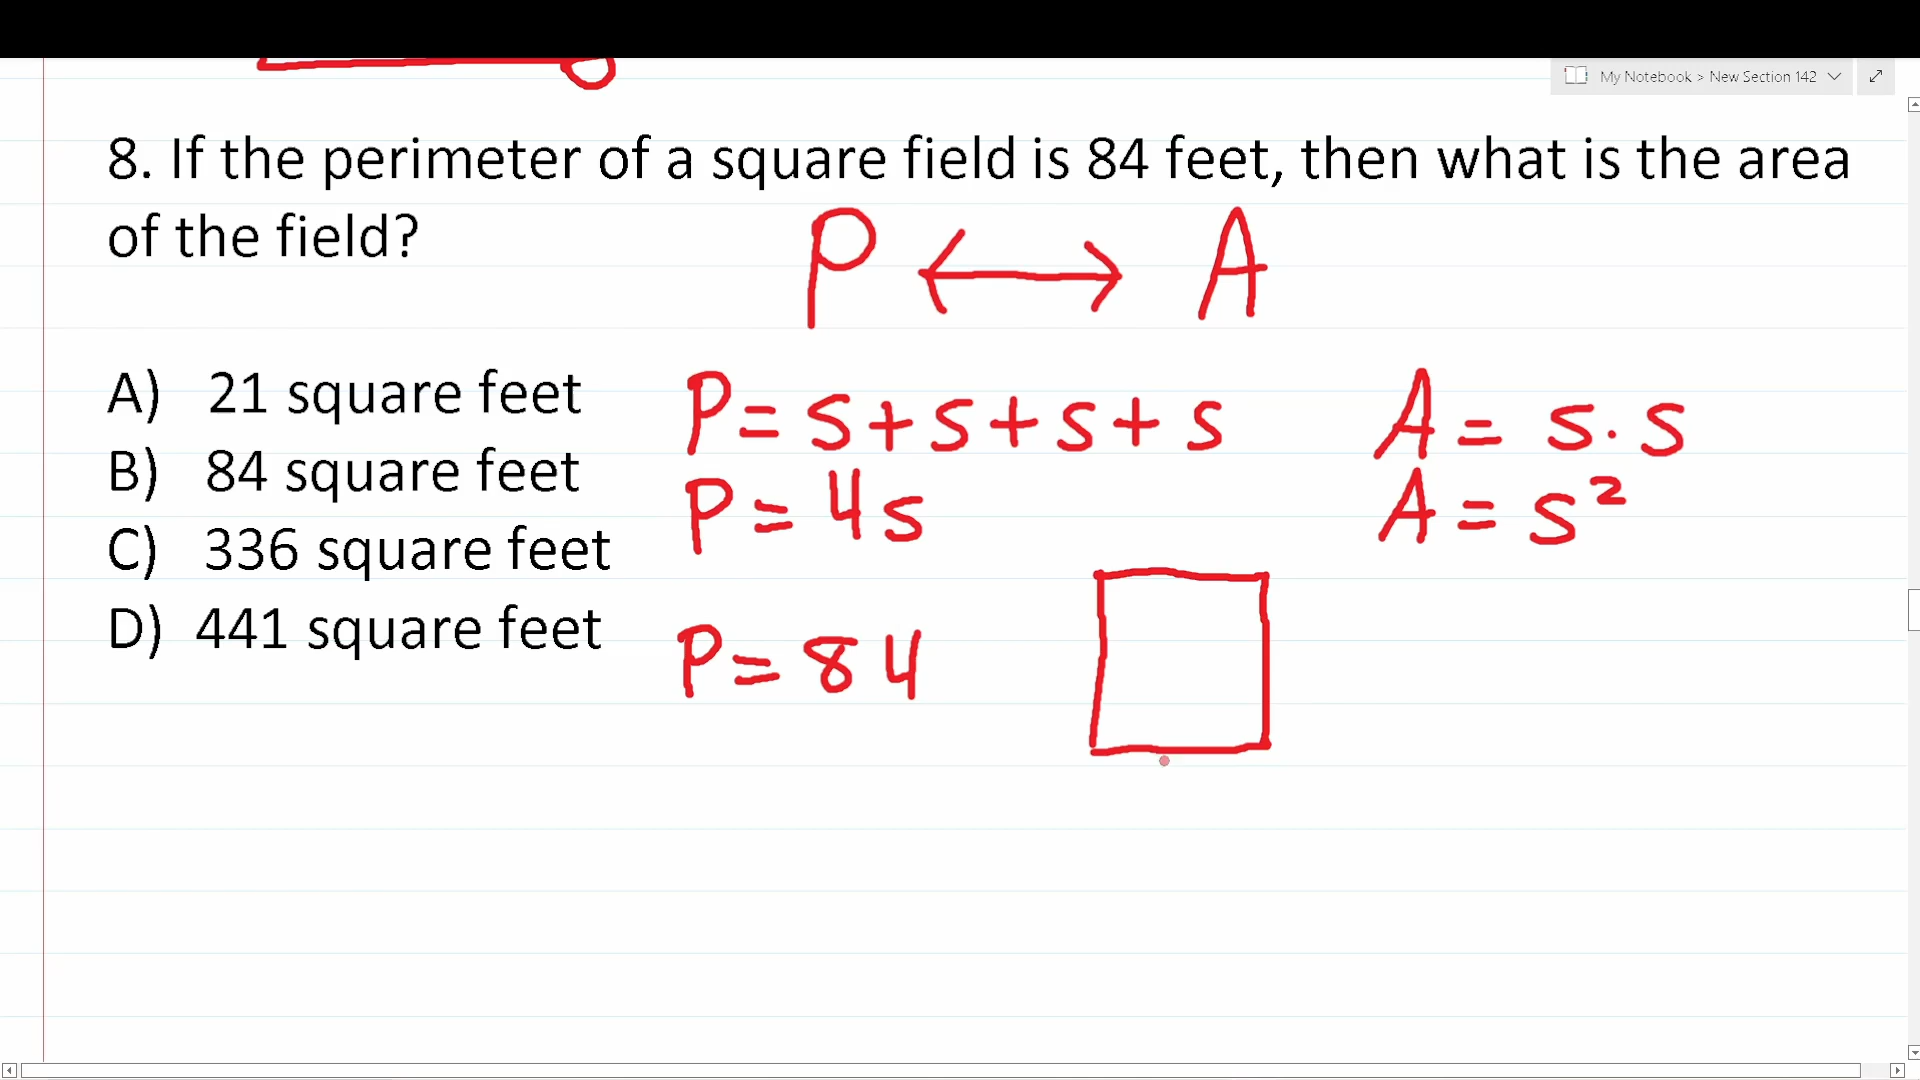 My Notebook > New Section 142
8. If the perimeter of a square field is 84 feet, then what is the area
of the field?
P ↔ A
A) 21 square feet
P = s + s + s + s
A = s · s
B) 84 square feet
P = 4s
A = s²
C) 336 square feet
D) 441 square feet
P = 84